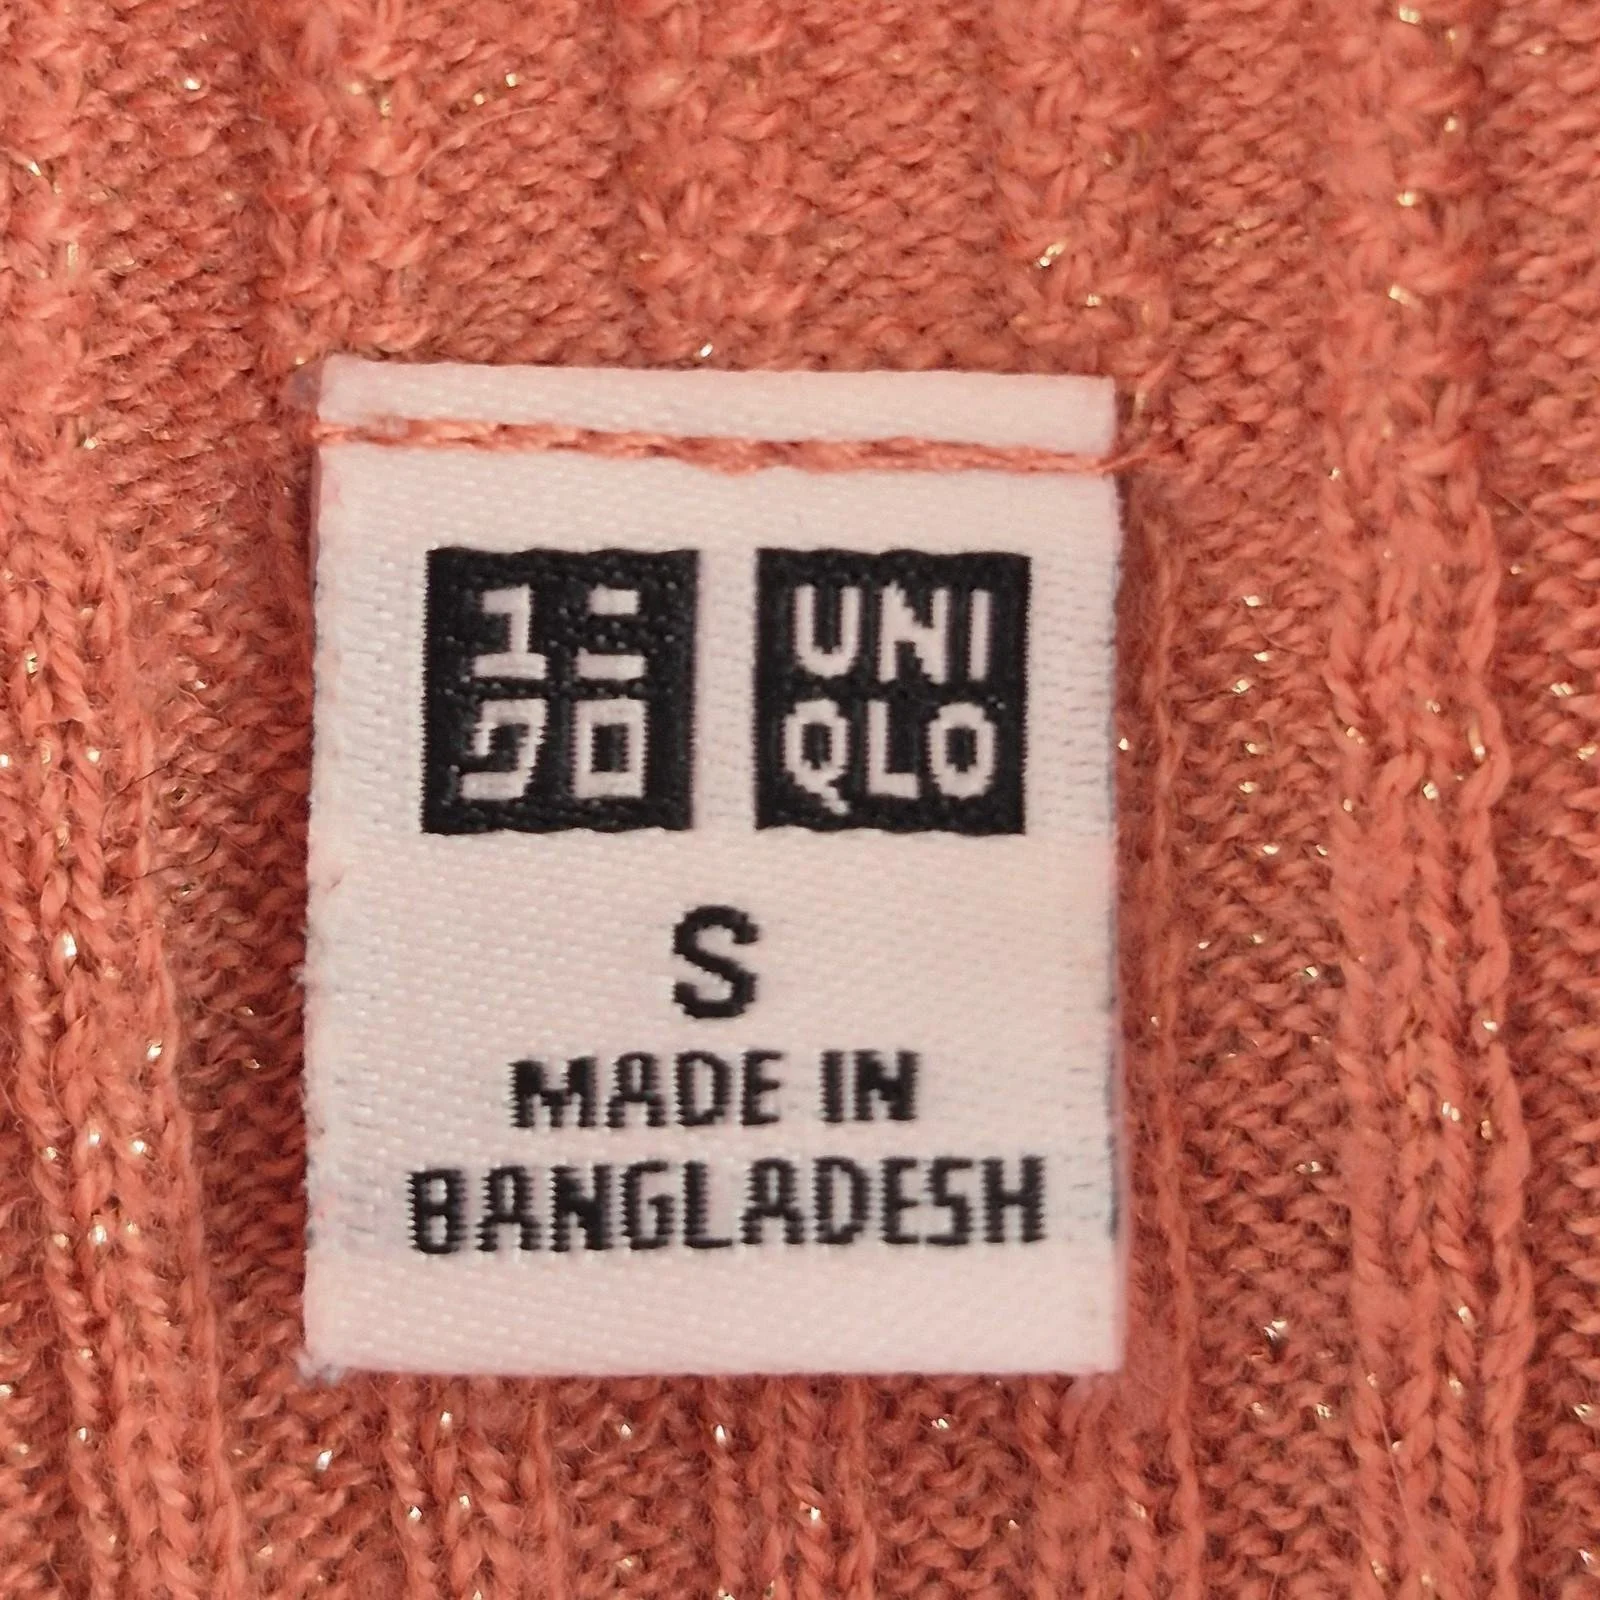 ユニ
クロ
UNI
QLO
S
MADE IN
BANGLADESH